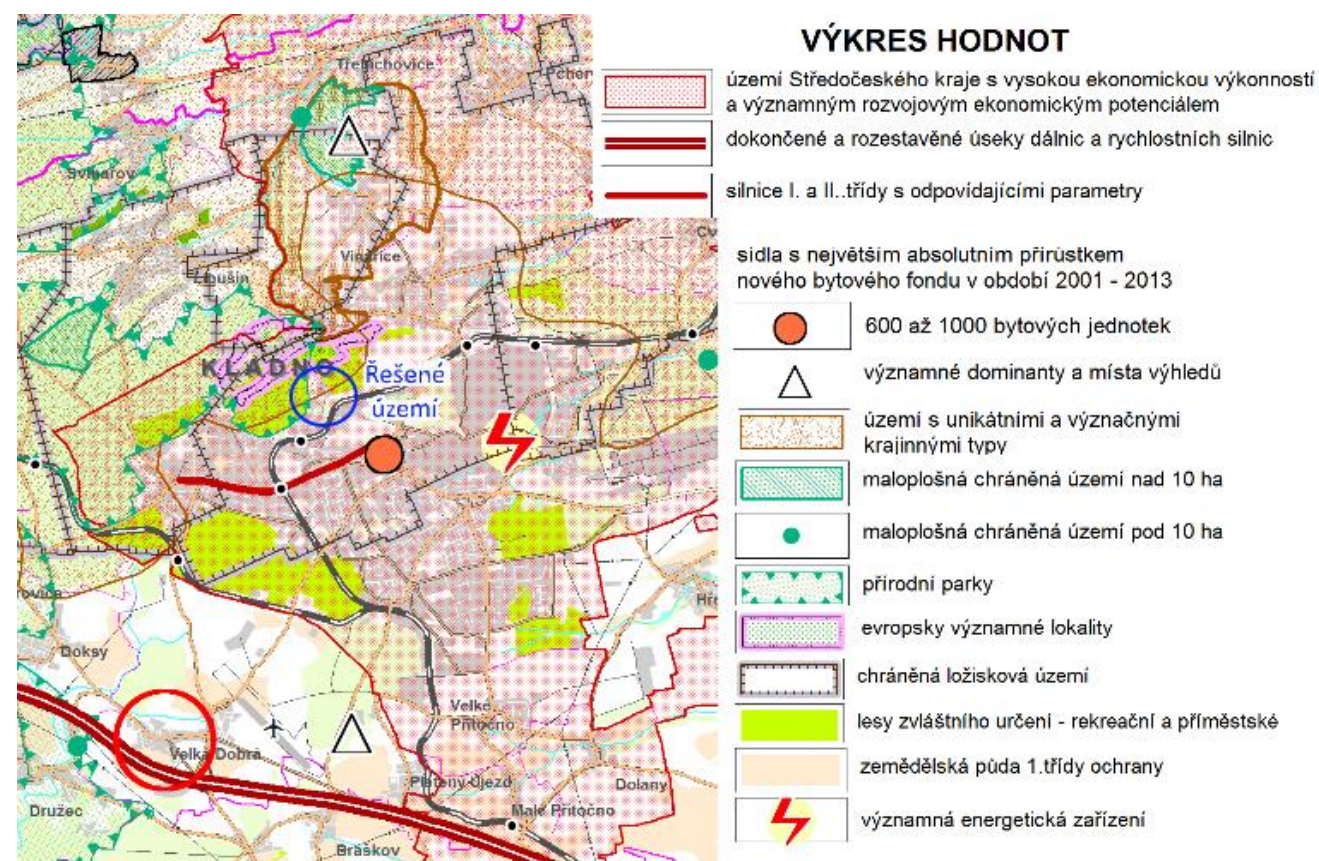 VÝKRES HODNOT
území Středočeského kraje s vysokou ekonomickou výkonností
a významným rozvojovým ekonomickým potenciálem
dokončené a rozestavěné úseky dálnic a rychlostních silnic
silnice I. a II..třídy s odpovídajícími parametry
sídla s největším absolutním přírůstkem
nového bytového fondu v období 2001 - 2013
600 až 1000 bytových jednotek
významné dominanty a místa výhledů
území s unikátními a význačnými
krajinnými typy
maloplošná chráněná území nad 10 ha
maloplošná chráněná území pod 10 ha
přírodní parky
evropsky významné lokality
chráněná ložisková území
lesy zvláštního určení - rekreační a příměstské
zemědělská půda 1.třídy ochrany
významná energetická zařízení
Třebichovice
Pcher
Svinařov
Vinařice
Libušín
KLADNO
Řešené
území
Doksy
Velká Dobrá
Velké
Přítočno
Pletený Újezd
Dolany
Malé Přítočno
Družec
Braškov